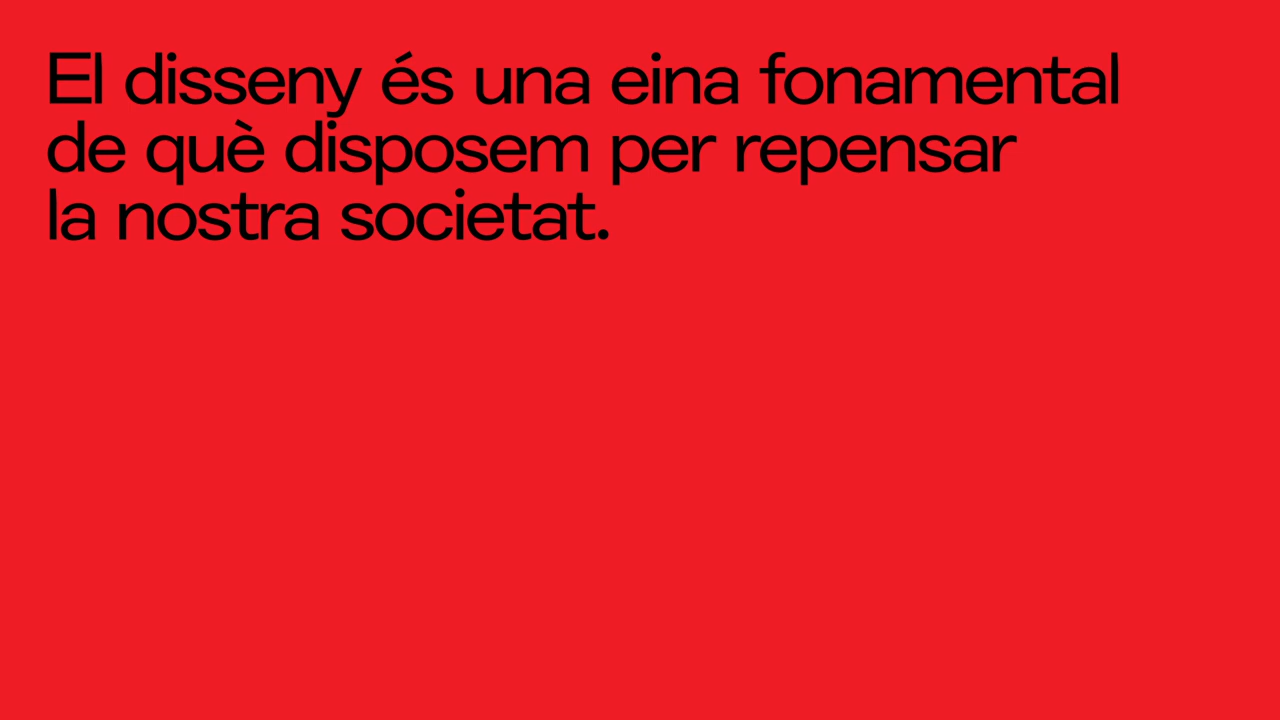 El disseny és una eina fonamental
de què disposem per repensar
la nostra societat.